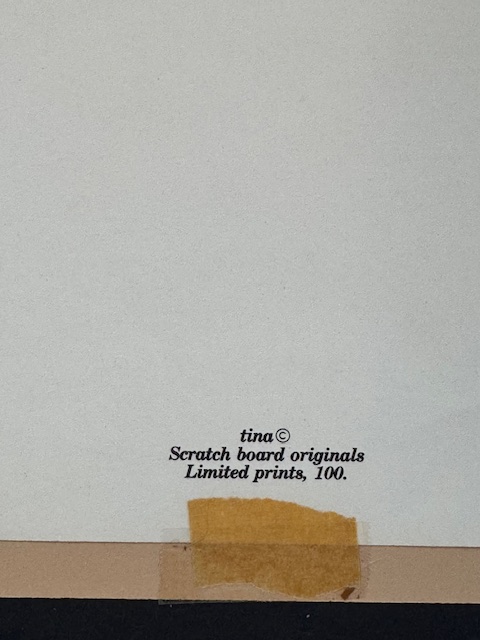 tina©
Scratch board originals
Limited prints, 100.